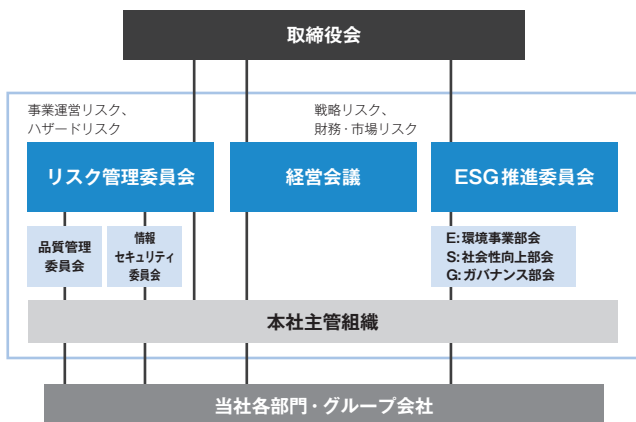 取締役会
事業運営リスク、
ハザードリスク
戦略リスク、
財務・市場リスク
リスク管理委員会
経営会議
ESG推進委員会
品質管理
委員会
情報
セキュリティ
委員会
E:環境事業部会
S:社会性向上部会
G:ガバナンス部会
本社主管組織
当社各部門・グループ会社